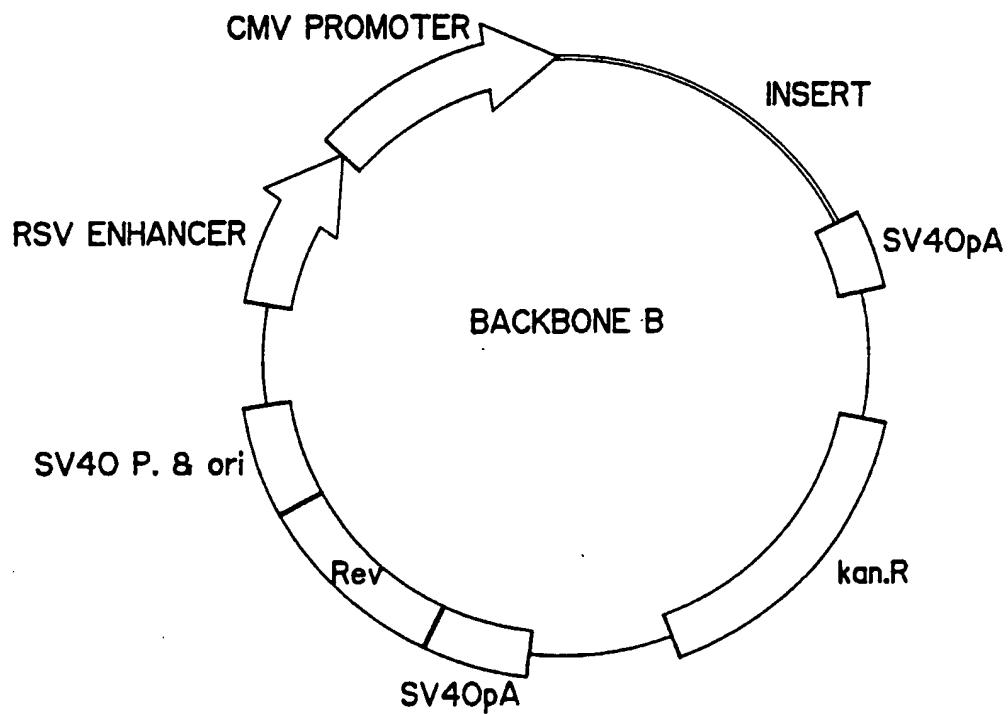 CMV PROMOTER
INSERT
RSV ENHANCER
SV40pA
BACKBONE B
SV40 P. & ori
Rev
kan.R
SV40pA